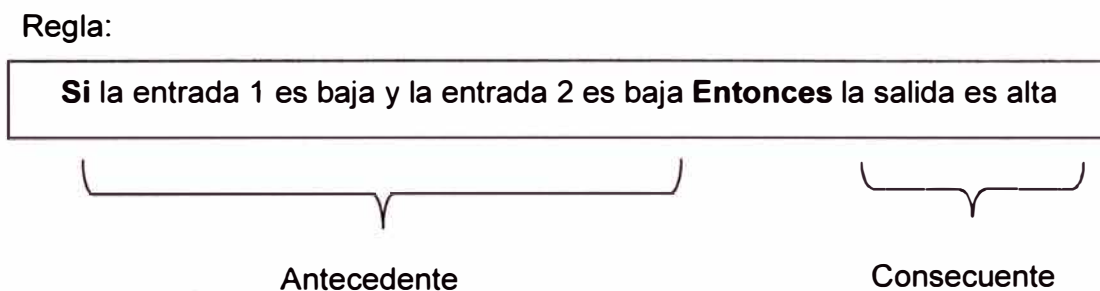 Regla:
Si la entrada 1 es baja y la entrada 2 es baja Entonces la salida es alta
Antecedente
Consecuente